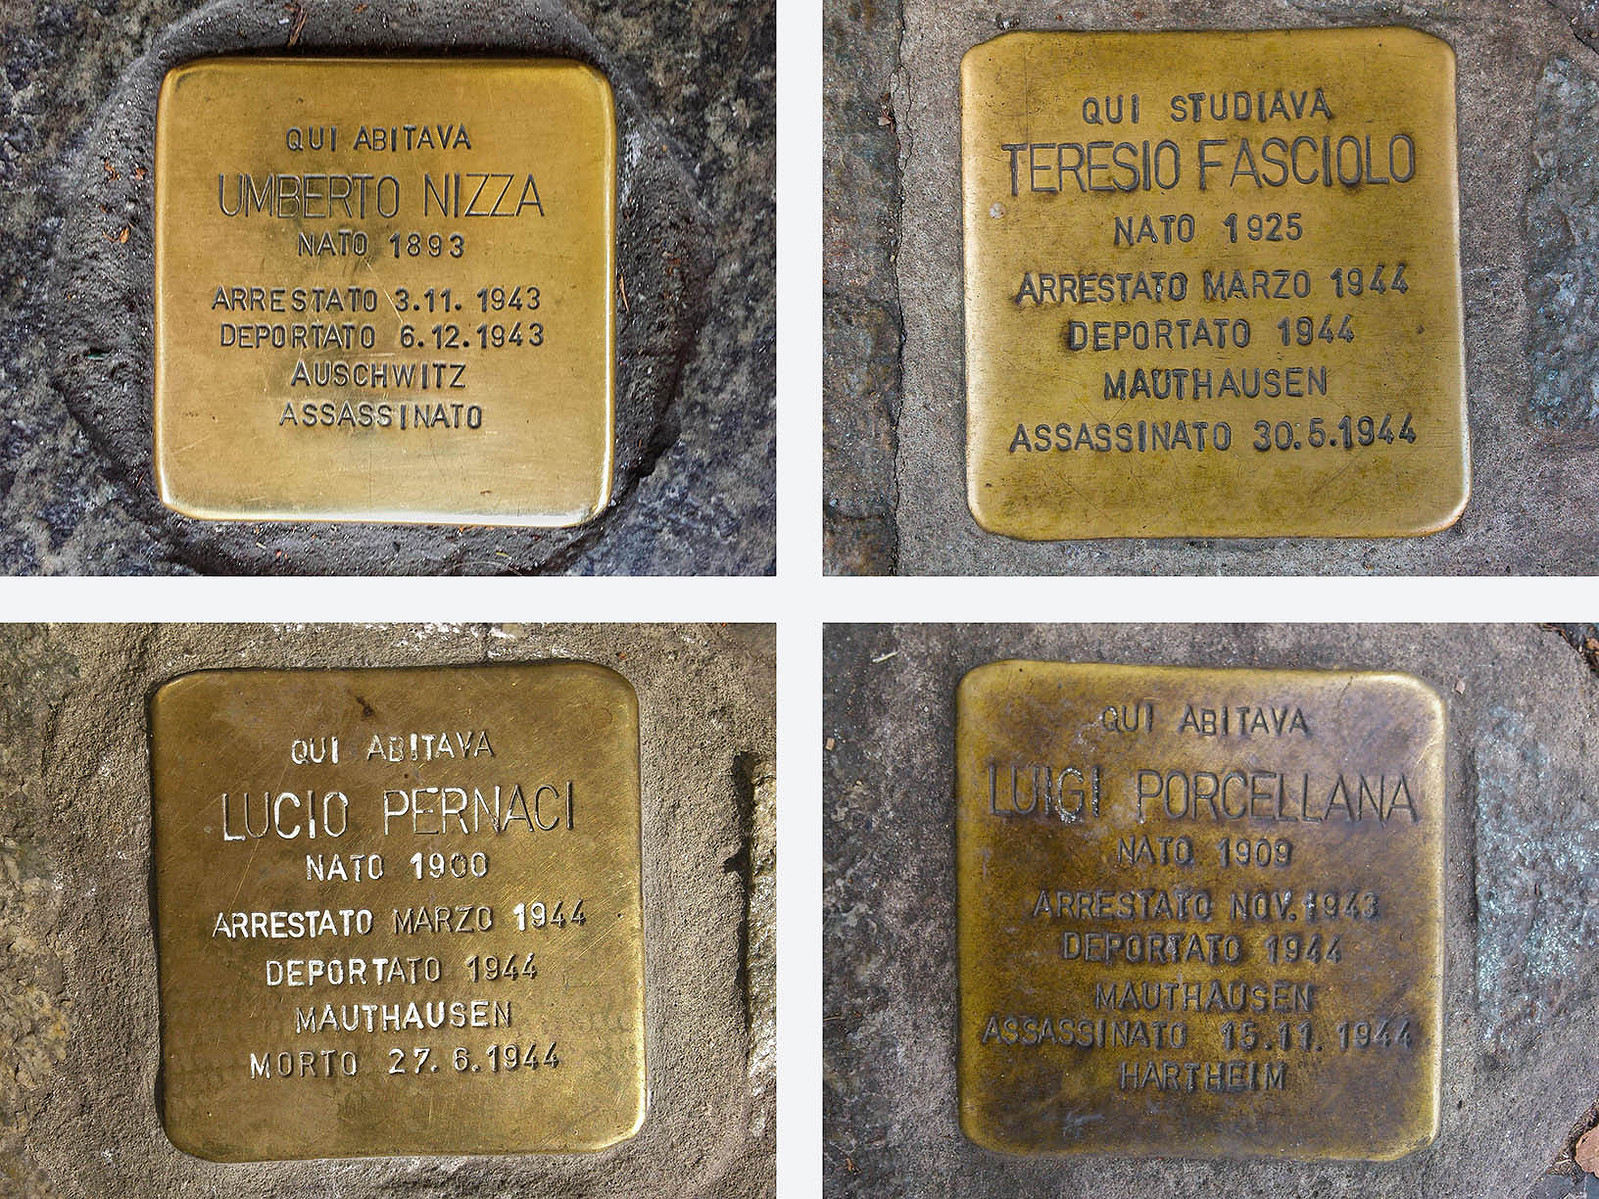 QUI ABITAVA
UMBERTO NIZZA
NATO 1893
ARRESTATO 3.11. 1943
DEPORTATO 6.12.1943
AUSCHWITZ
ASSASSINATO
QUI STUDIAVA
TERESIO FASCIOLO
NATO 1925
ARRESTATO MARZO 1944
DEPORTATO 1944
MAUTHAUSEN
ASSASSINATO 30.5.1944
QUI ABITAVA
LUCIO PERNACI
NATO 1900
ARRESTATO MARZO 1944
DEPORTATO 1944
MAUTHAUSEN
MORTO 27.6.1944
QUI ABITAVA
LUIGI PORCELLANA
NATO 1909
ARRESTATO NOV. 1943
DEPORTATO 1944
MAUTHAUSEN
ASSASSINATO 15.11. 1944
HARTHEIM